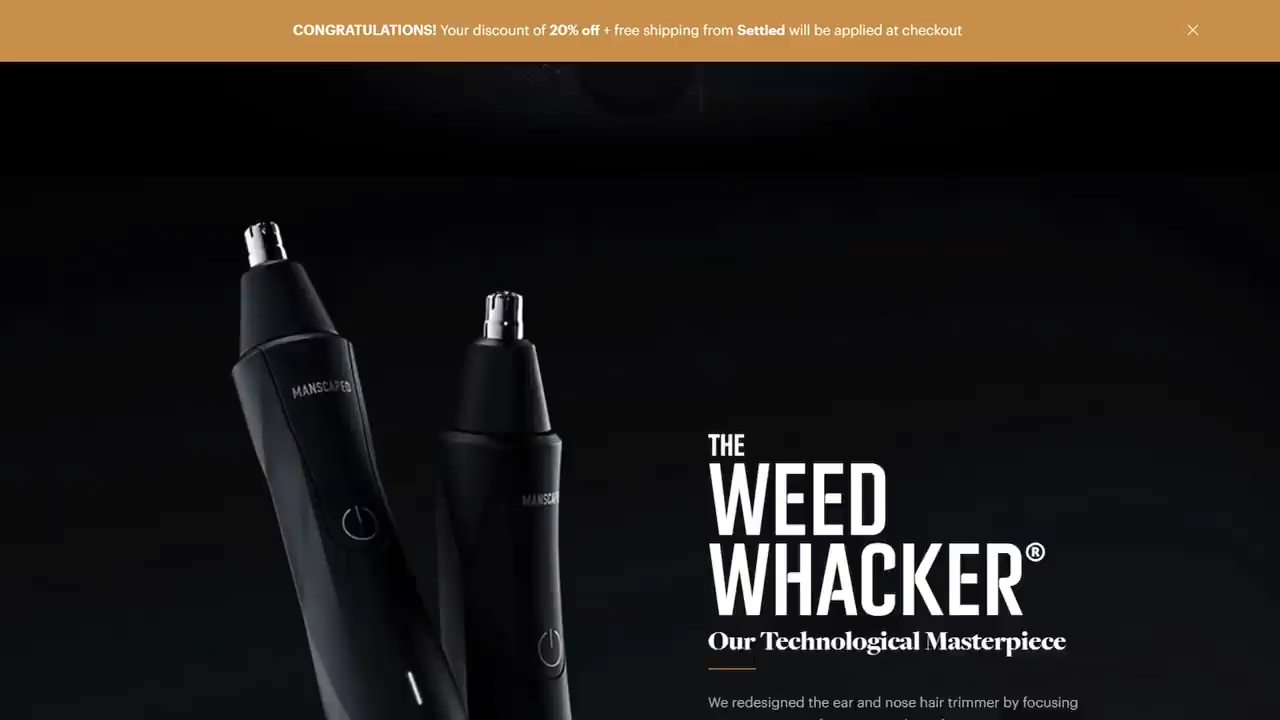 CONGRATULATIONS! Your discount of 20% off + free shipping from Settled will be applied at checkout
MANSCAPED
MANSCAPED
THE
WEED
WHACKER®
Our Technological Masterpiece
We redesigned the ear and nose hair trimmer by focusing